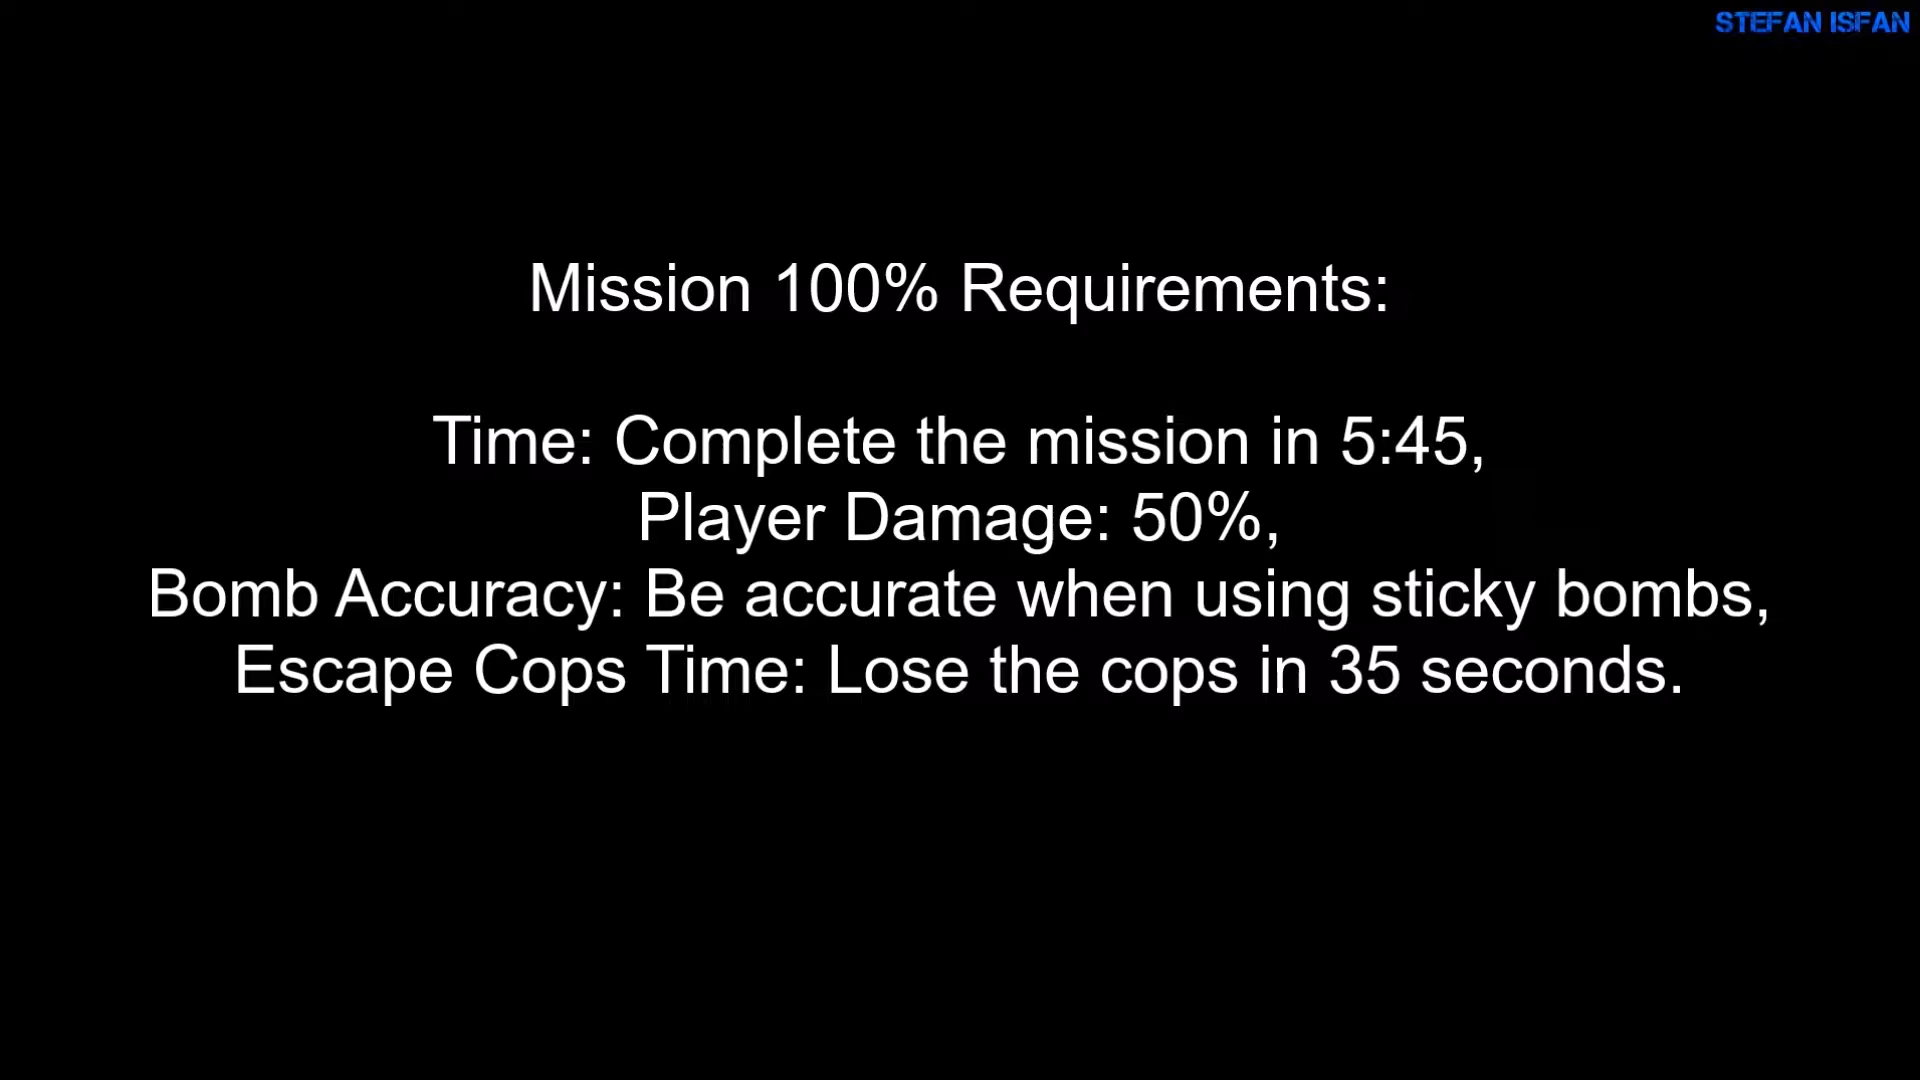 STEFAN ISFAN
Mission 100% Requirements:
Time: Complete the mission in 5:45,
Player Damage: 50%,
Bomb Accuracy: Be accurate when using sticky bombs,
Escape Cops Time: Lose the cops in 35 seconds.